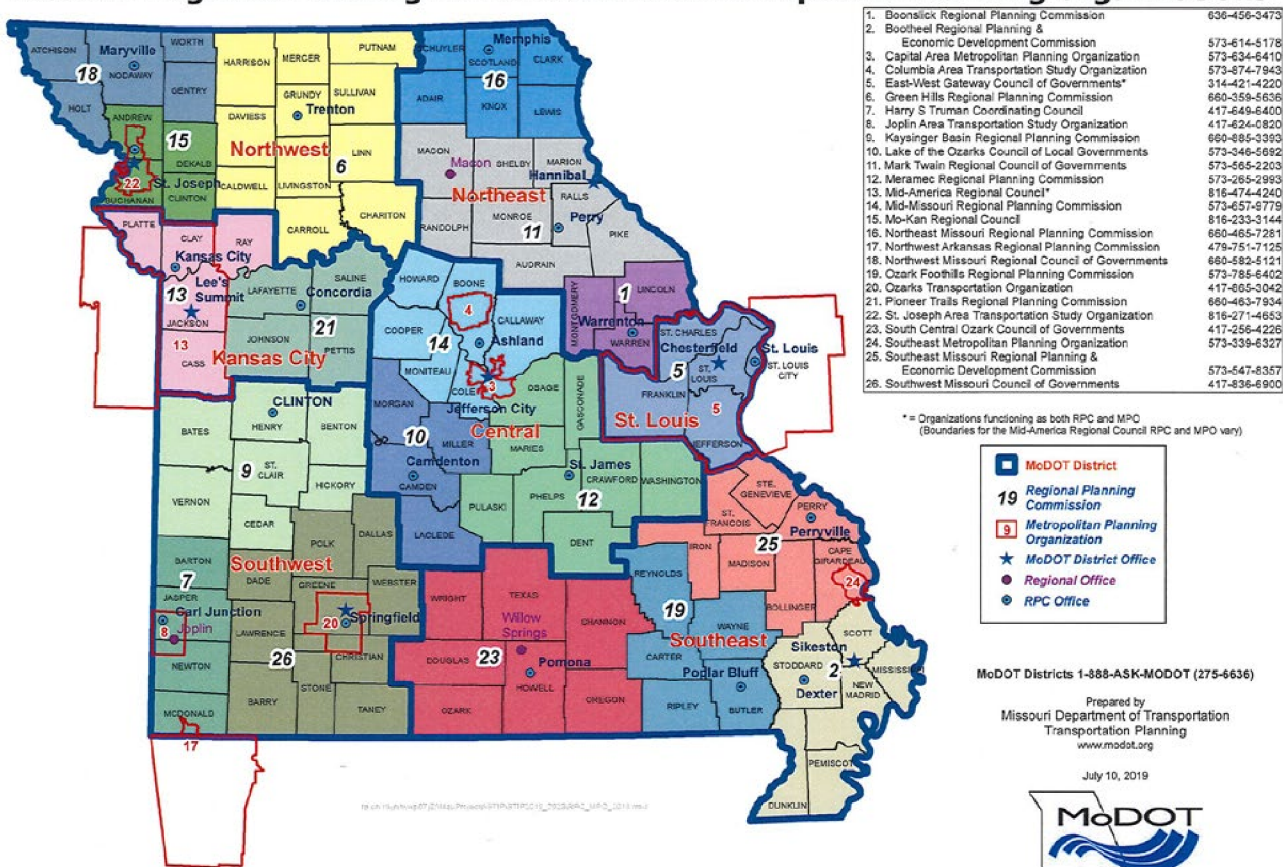 1. Boonslick Regional Planning Commission 636-456-3473
2. Bootheel Regional Planning &
Economic Development Commission 573-614-5178
3. Capital Area Metropolitan Planning Organization 573-634-6410
4. Columbia Area Transportation Study Organization 573-874-7943
5. East-West Gateway Council of Governments* 314-421-4220
6. Green Hills Regional Planning Commission 660-359-5636
7. Harry S Truman Coordinating Council 417-649-6400
8. Joplin Area Transportation Study Organization 417-624-0820
9. Kaysinger Basin Regional Planning Commission 660-885-3393
10. Lake of the Ozarks Council of Local Governments 573-346-5692
11. Mark Twain Regional Council of Governments 573-565-2203
12. Meramec Regional Planning Commission 573-265-2993
13. Mid-America Regional Council* 816-474-4240
14. Mid-Missouri Regional Planning Commission 573-657-9779
15. Mo-Kan Regional Council 816-233-3144
16. Northeast Missouri Regional Planning Commission 660-465-7281
17. Northwest Arkansas Regional Planning Commission 479-751-7125
18. Northwest Missouri Regional Council of Governments 660-582-5121
19. Ozark Foothills Regional Planning Commission 573-785-6402
20. Ozarks Transportation Organization 417-865-3042
21. Pioneer Trails Regional Planning Commission 660-463-7934
22. St. Joseph Area Transportation Study Organization 816-271-4653
23. South Central Ozark Council of Governments 417-256-4226
24. Southeast Metropolitan Planning Organization 573-339-6327
25. Southeast Missouri Regional Planning &
Economic Development Commission 573-547-8357
26. Southwest Missouri Council of Governments 417-836-6900
* = Organizations functioning as both RPC and MPO
(Boundaries for the Mid-America Regional Council RPC and MPO vary)
MoDOT District
19 Regional Planning
Commission
9 Metropolitan Planning
Organization
MoDOT District Office
Regional Office
RPC Office
MoDOT Districts 1-888-ASK-MODOT (275-6636)
Prepared by
Missouri Department of Transportation
Transportation Planning
www.modot.org
July 10, 2019
MoDOT
ATCHISON
Maryville
NODAWAY
WORTH
18
HOLT
GENTRY
HARRISON
MERCER
PUTNAM
GRUNDY
SULLIVAN
Trenton
DAVIESS
Northwest
6
LINN
CALDWELL
LIVINGSTON
CARROLL
CHARITON
ANDREW
15
DEKALB
22
St. Joseph
BUCHANAN
CLINTON
SCHUYLER
Memphis
SCOTLAND
CLARK
16
ADAIR
KNOX
LEWIS
MACON
Macon
SHELBY
MARION
Hannibal
Northeast
RALLS
MONROE
Perry
RANDOLPH
11
PIKE
AUDRAIN
PLATTE
CLAY
RAY
Kansas City
13
Lee's
Summit
JACKSON
13
CASS
LAFAYETTE
SALINE
Concordia
JOHNSON
21
PETTIS
Kansas City
HOWARD
BOONE
4
COOPER
CALLAWAY
14
Ashland
MONITEAU
COLE
3
Jefferson City
MONTGOMERY
1
LINCOLN
Warrenton
WARREN
ST. CHARLES
Chesterfield
St. Louis
5
ST.
LOUIS
ST. LOUIS
CITY
FRANKLIN
5
St. Louis
JEFFERSON
BATES
CLINTON
HENRY
BENTON
9
ST.
CLAIR
HICKORY
VERNON
CEDAR
MORGAN
10
MILLER
Camdenton
CAMDEN
LACLEDE
OSAGE
GASCONADE
Central
MARIES
St. James
CRAWFORD
WASHINGTON
PULASKI
PHELPS
12
DENT
BARTON
7
JASPER
Carl Junction
8
Joplin
NEWTON
MCDONALD
17
Southwest
POLK
DALLAS
DADE
GREENE
WEBSTER
20
Springfield
LAWRENCE
26
CHRISTIAN
STONE
BARRY
TANEY
WRIGHT
TEXAS
SHANNON
Willow
Springs
DOUGLAS
23
Pomona
HOWELL
OZARK
OREGON
REYNOLDS
IRON
19
WAYNE
Southeast
CARTER
Poplar Bluff
RIPLEY
BUTLER
STE.
GENEVIEVE
ST.
FRANCOIS
PERRY
Perryville
25
MADISON
CAPE
GIRARDEAU
24
BOLLINGER
SCOTT
Sikeston
STODDARD
2
MISSISSIPPI
Dexter
NEW
MADRID
PEMISCOT
DUNKLIN